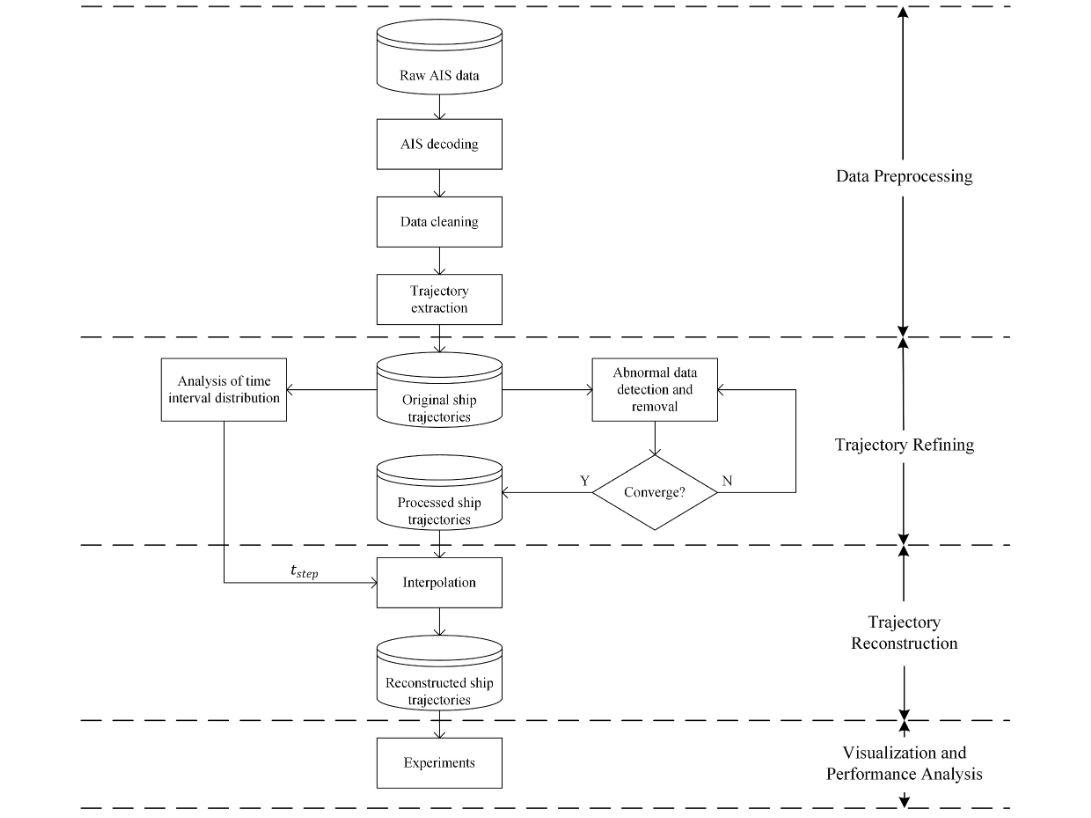 Raw AIS data
AIS decoding
Data Preprocessing
Data cleaning
Trajectory
extraction
Analysis of time
interval distribution
Original ship
trajectories
Abnormal data
detection and
removal
Trajectory Refining
Processed ship
trajectories
Y
Converge?
N
t_step
Interpolation
Trajectory
Reconstruction
Reconstructed ship
trajectories
Experiments
Visualization and
Performance Analysis